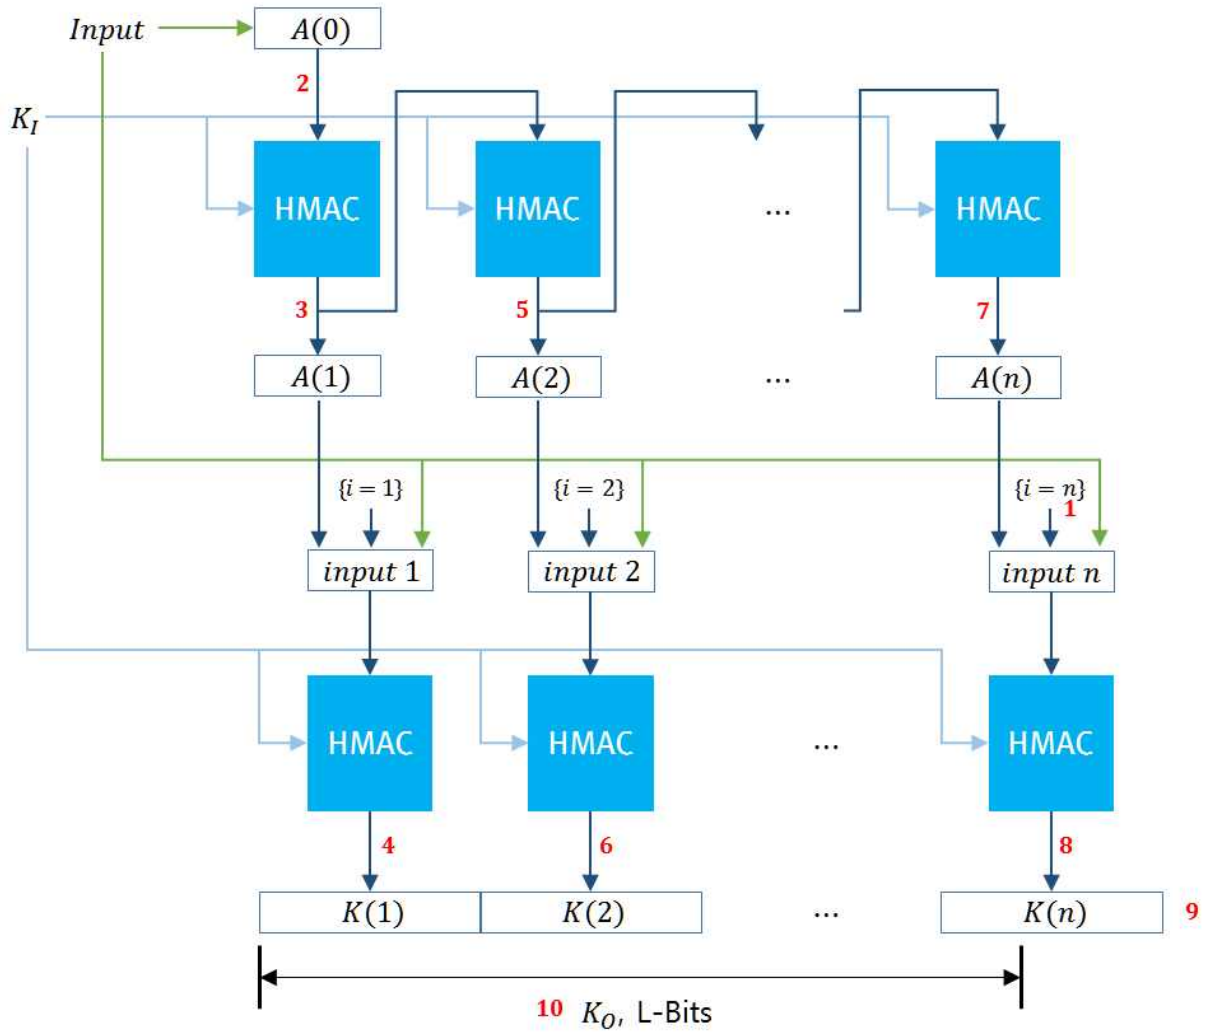 Input A(0)
2
K_I
HMAC HMAC ... HMAC
3 5 7
A(1) A(2) ... A(n)
{i = 1} {i = 2} {i = n}
1
input 1 input 2 input n
HMAC HMAC ... HMAC
4 6 8
K(1) K(2) ... K(n) 9
10 K_O, L-Bits